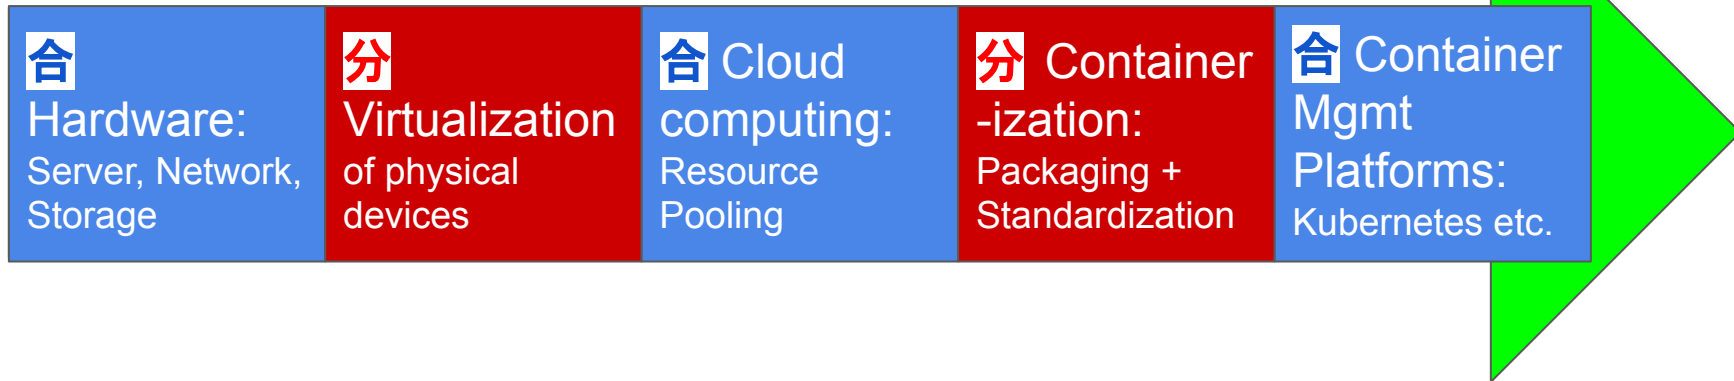 合
Hardware:
Server, Network,
Storage
分
Virtualization
of physical
devices
合 Cloud
computing:
Resource
Pooling
分 Container
-ization:
Packaging +
Standardization
合 Container
Mgmt
Platforms:
Kubernetes etc.